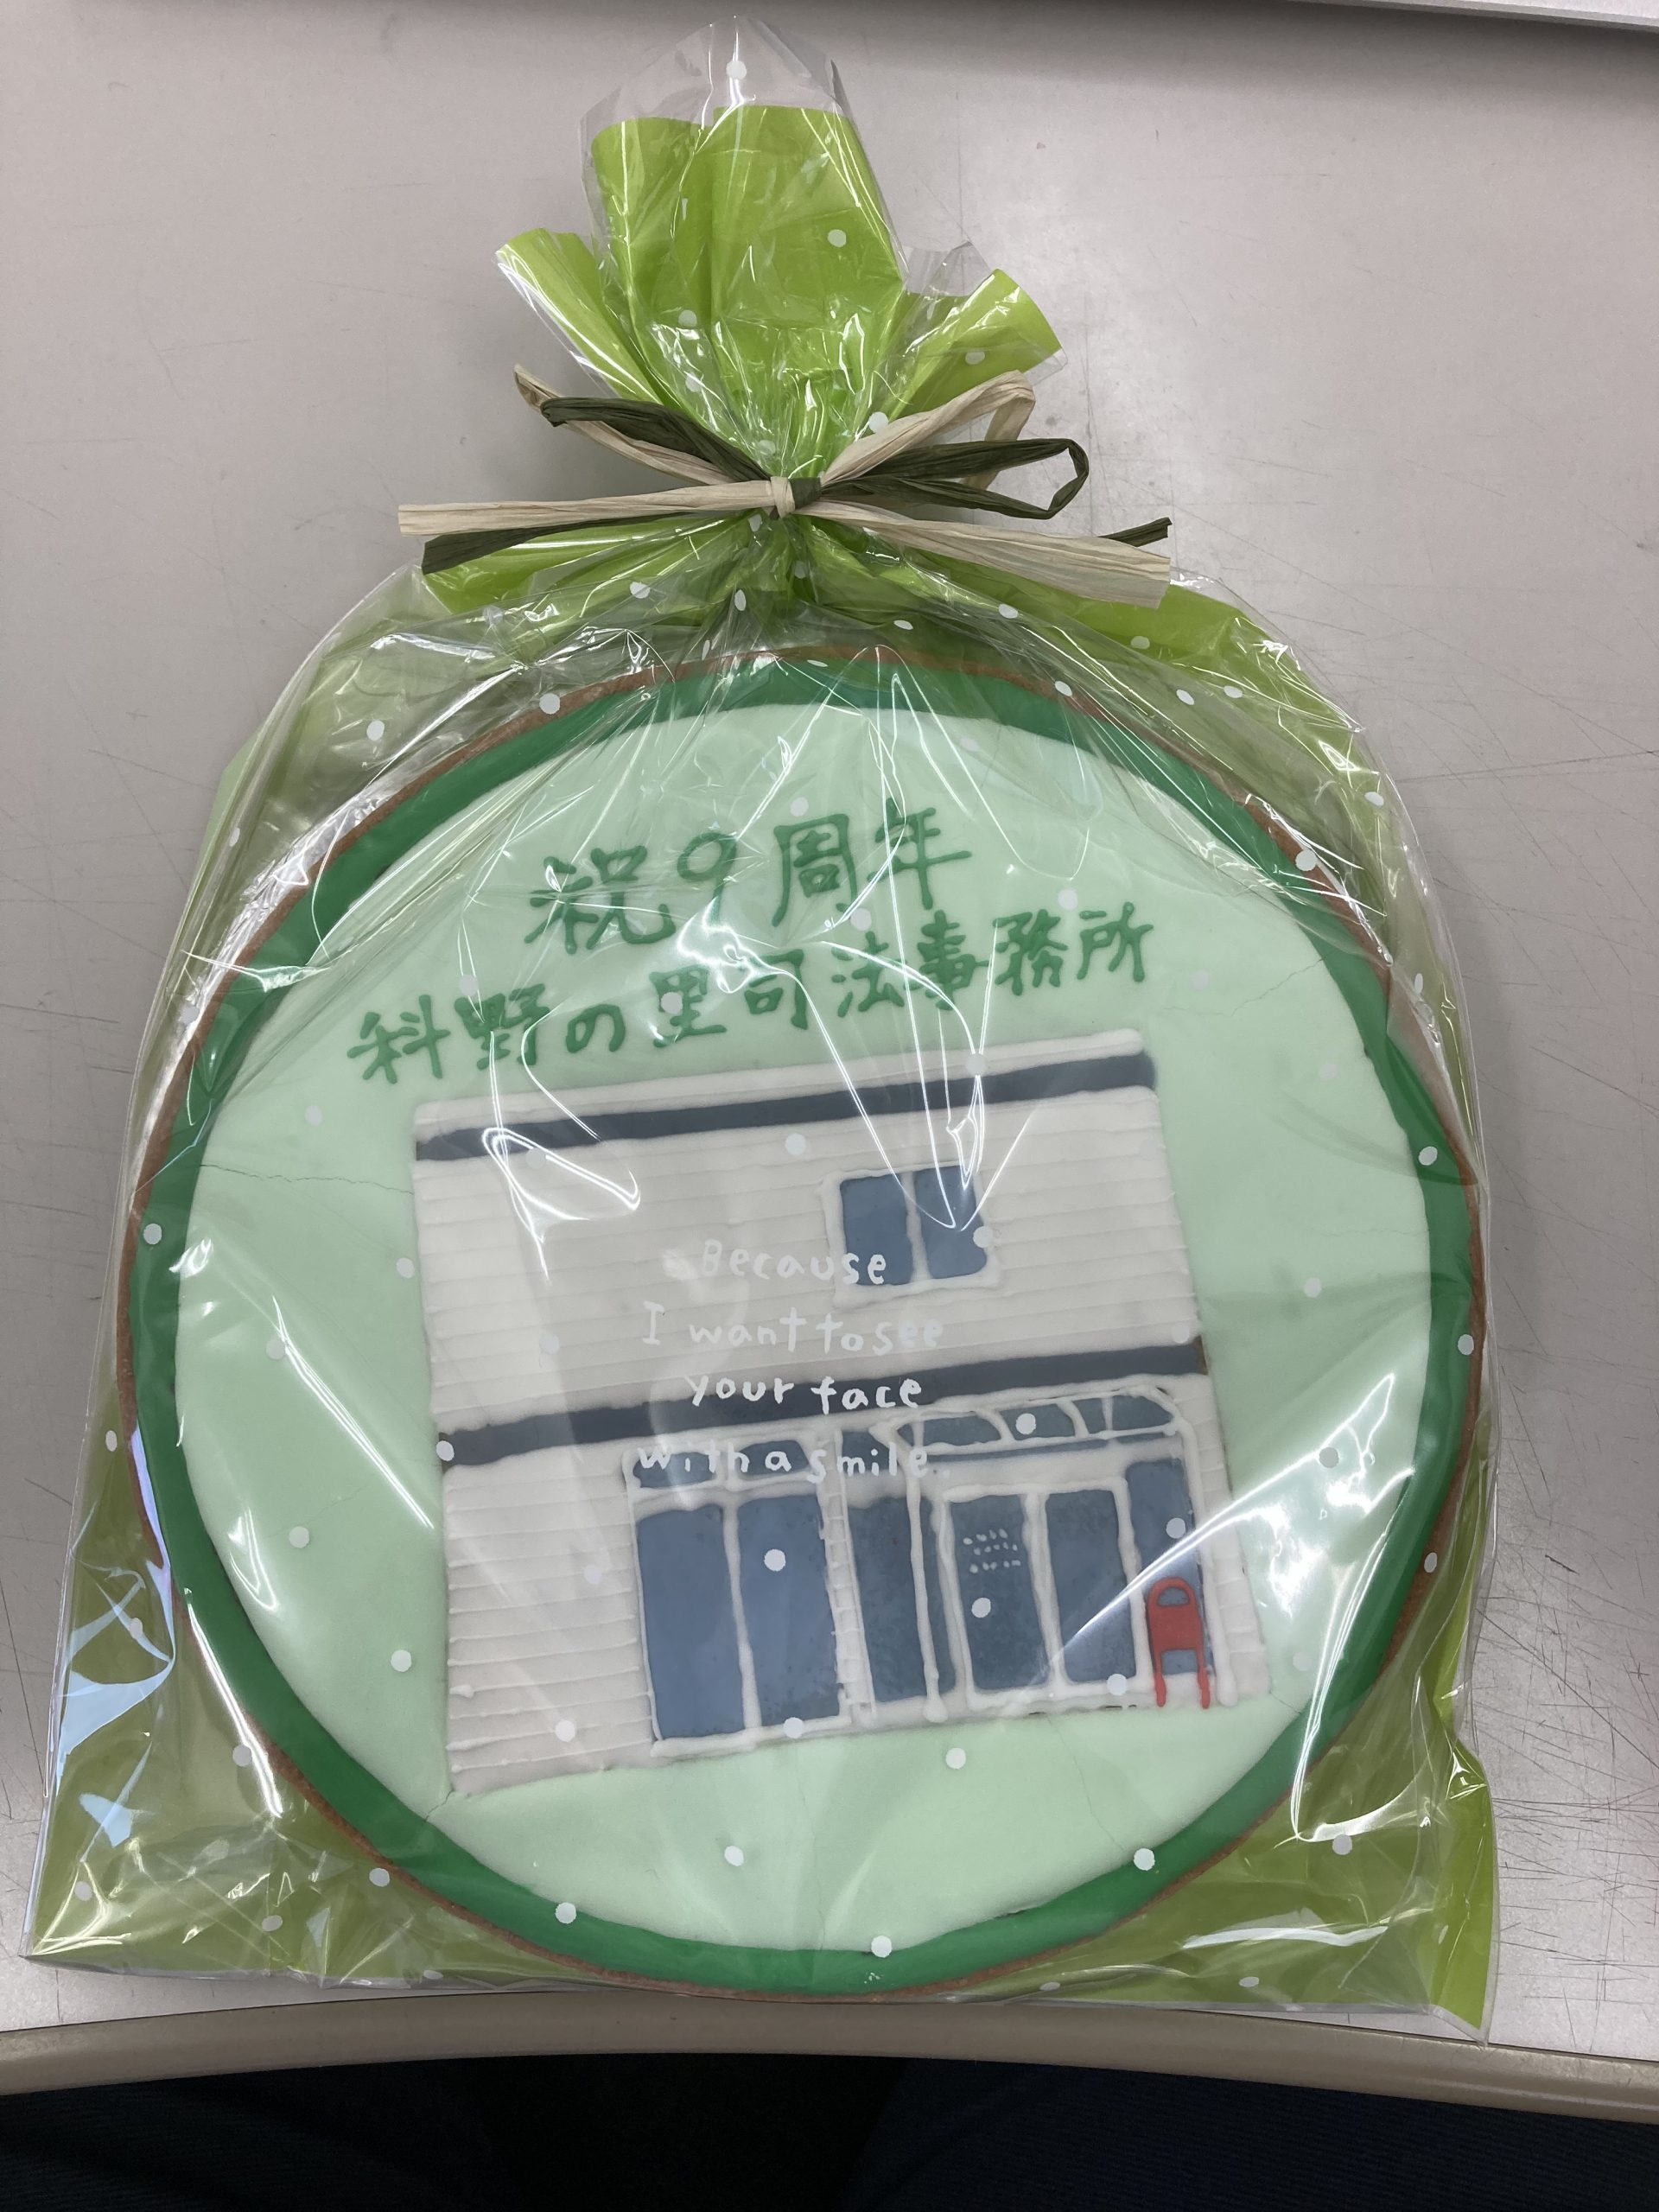 祝9周年
科野の里司法事務所
Because
I want to see
your face
with a smile.